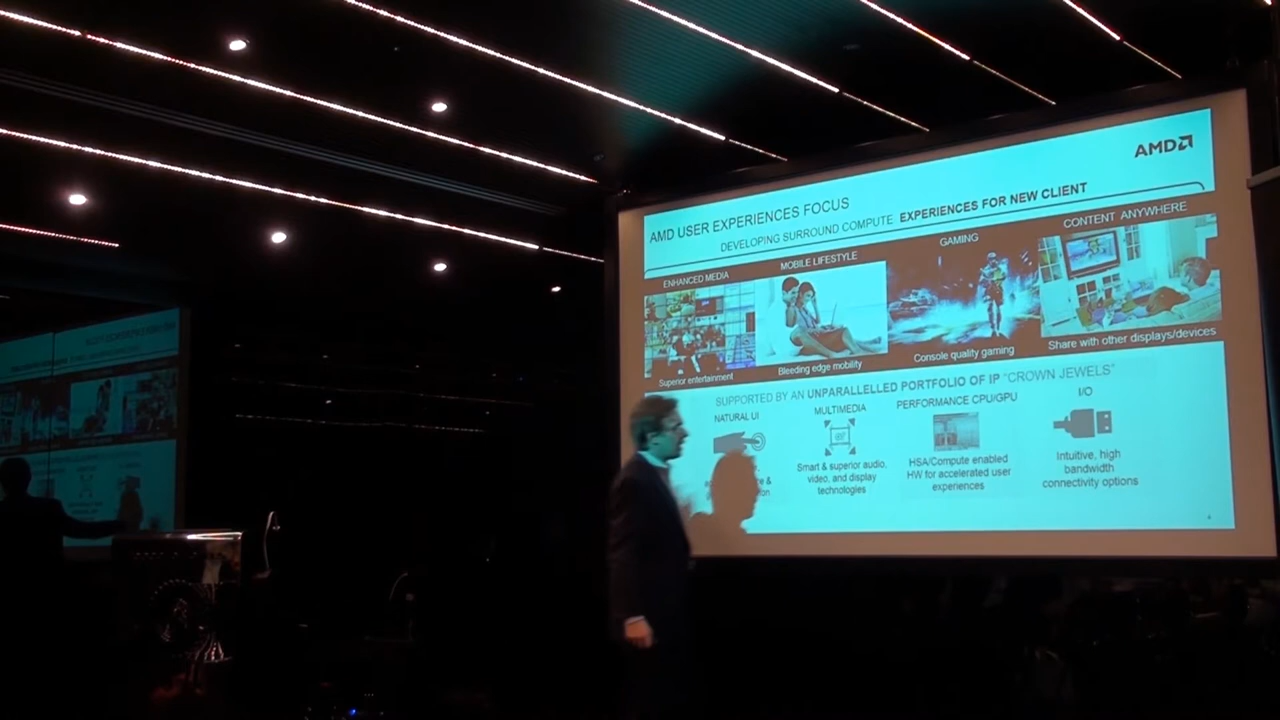 AMD
AMD USER EXPERIENCES FOCUS
DEVELOPING SURROUND COMPUTE EXPERIENCES FOR NEW CLIENT
ENHANCED MEDIA
MOBILE LIFESTYLE
GAMING
CONTENT ANYWHERE
Superior entertainment
Bleeding edge mobility
Console quality gaming
Share with other displays/devices
SUPPORTED BY AN UNPARALLELLED PORTFOLIO OF IP "CROWN JEWELS"
NATURAL UI
MULTIMEDIA
PERFORMANCE CPU/GPU
I/O
&
Smart & superior audio,
video, and display
technologies
HSA/Compute enabled
HW for accelerated user
experiences
Intuitive, high
bandwidth
connectivity options